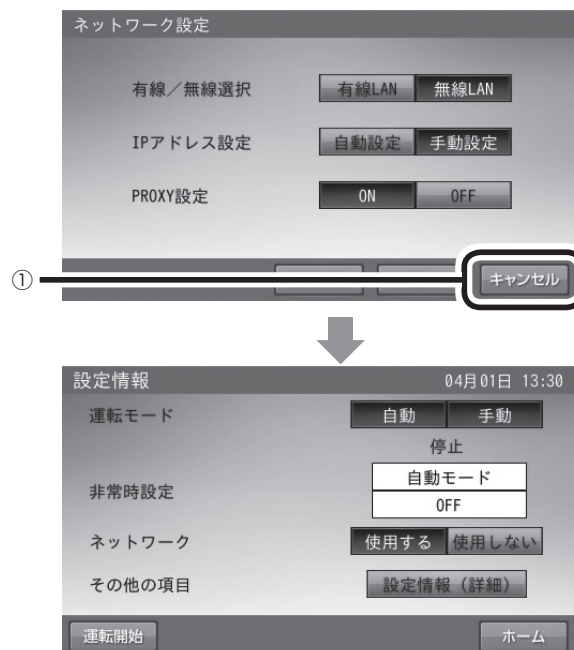 ネットワーク設定
有線／無線選択 有線LAN 無線LAN
IPアドレス設定 自動設定 手動設定
PROXY設定 ON OFF
① キャンセル
設定情報 04月01日 13:30
運転モード 自動 手動
停止
非常時設定 自動モード
OFF
ネットワーク 使用する 使用しない
その他の項目 設定情報（詳細）
運転開始 ホーム